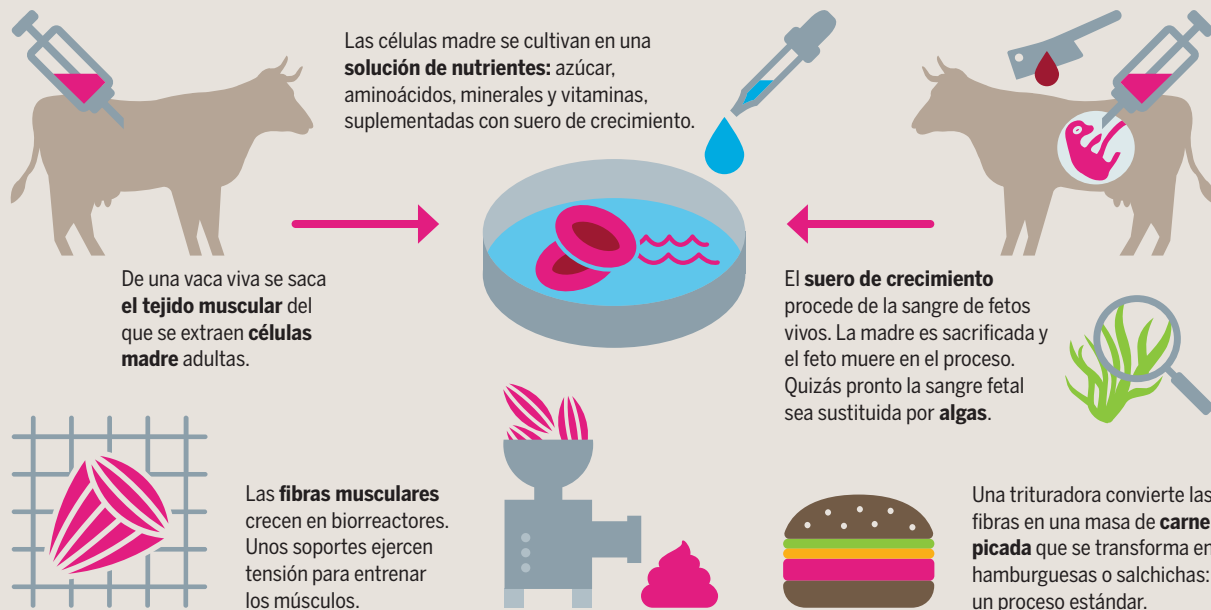 Las células madre se cultivan en una
solución de nutrientes: azúcar,
aminoácidos, minerales y vitaminas,
suplementadas con suero de crecimiento.
De una vaca viva se saca
el tejido muscular del
que se extraen células
madre adultas.
El suero de crecimiento
procede de la sangre de fetos
vivos. La madre es sacrificada y
el feto muere en el proceso.
Quizás pronto la sangre fetal
sea sustituida por algas.
Las fibras musculares
crecen en biorreactores.
Unos soportes ejercen
tensión para entrenar
los músculos.
Una trituradora convierte las
fibras en una masa de carne
picada que se transforma en
hamburguesas o salchichas:
un proceso estándar.